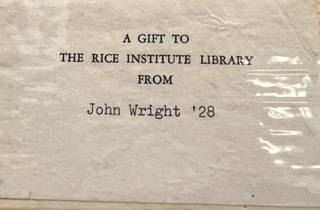 A GIFT TO
THE RICE INSTITUTE LIBRARY
FROM
John Wright '28